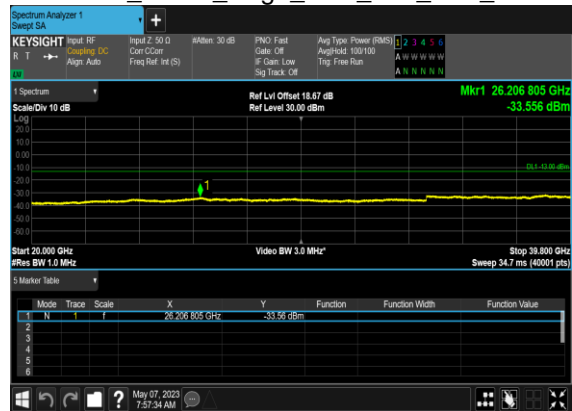 Spectrum Analyzer 1
Swept SA
+
KEYSIGHT Input: RF Input Z: 50 Ω #Atten: 30 dB PNO: Fast Avg Type: Power (RMS) 1 2 3 4 5 6
R T Coupling: DC Corr CCorr Gate: Off Avg|Hold: 100/100 A W W W W W
Align: Auto Freq Ref: Int (S) IF Gain: Low Trig: Free Run
LW Sig Track: Off A N N N N N
1 Spectrum Ref Lvl Offset 18.67 dB Mkr1 26.206 805 GHz
Scale/Div 10 dB Ref Level 30.00 dBm -33.556 dBm
Log
20.0
10.0
0.00
-10.0 DL1 -13.00 dBm
-20.0
-30.0 1
-40.0
-50.0
-60.0
Start 20.000 GHz Video BW 3.0 MHz* Stop 39.800 GHz
#Res BW 1.0 MHz Sweep 34.7 ms (40001 pts)
5 Marker Table
Mode Trace Scale X Y Function Function Width Function Value
1 N 1 f 26.206 805 GHz -33.56 dBm
2
3
4
5
6
? May 07, 2023
7:57:34 AM